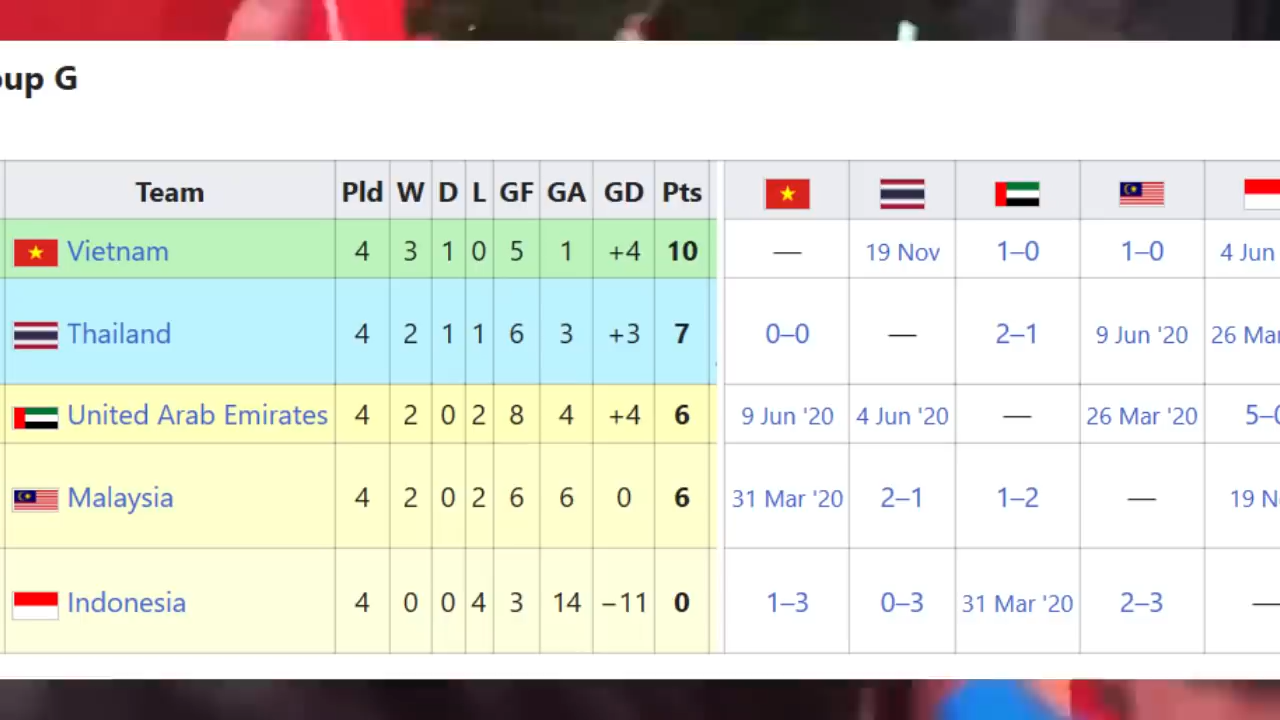 oup G
Team Pld W D L GF GA GD Pts
Vietnam 4 3 1 0 5 1 +4 10 — 19 Nov 1–0 1–0 4 Jun
Thailand 4 2 1 1 6 3 +3 7 0–0 — 2–1 9 Jun '20 26 Mar
United Arab Emirates 4 2 0 2 8 4 +4 6 9 Jun '20 4 Jun '20 — 26 Mar '20 5–0
Malaysia 4 2 0 2 6 6 0 6 31 Mar '20 2–1 1–2 — 19 No
Indonesia 4 0 0 4 3 14 −11 0 1–3 0–3 31 Mar '20 2–3 —